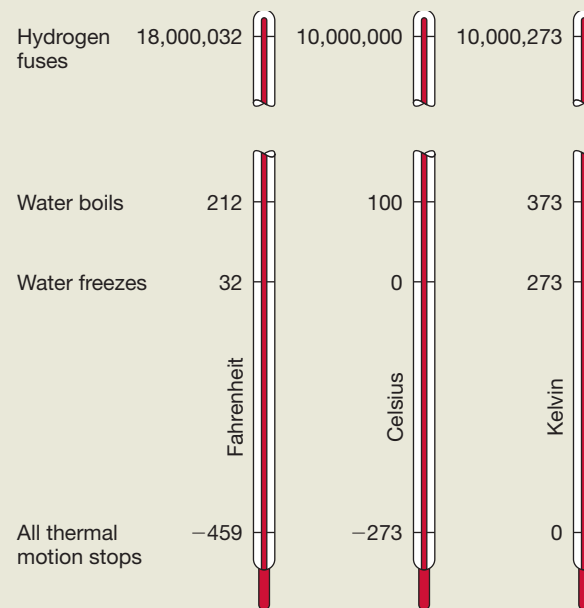 Hydrogen 18,000,032 10,000,000 10,000,273
fuses
Water boils 212 100 373
Water freezes 32 0 273
Fahrenheit
Celsius
Kelvin
All thermal −459 −273 0
motion stops